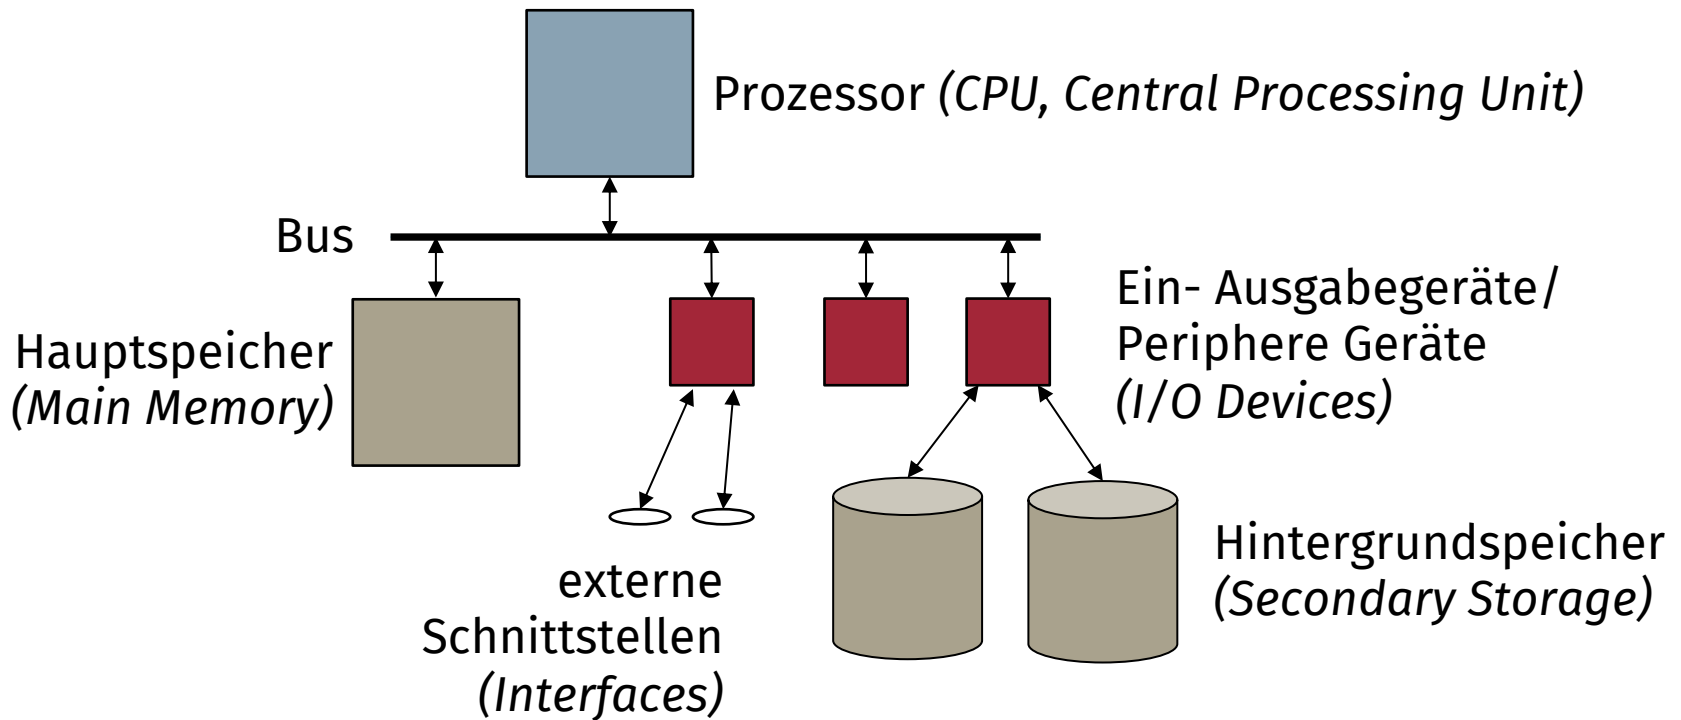 Prozessor (CPU, Central Processing Unit)
Bus
Hauptspeicher
(Main Memory)
Ein- Ausgabegeräte/
Periphere Geräte
(I/O Devices)
externe
Schnittstellen
(Interfaces)
Hintergrundspeicher
(Secondary Storage)